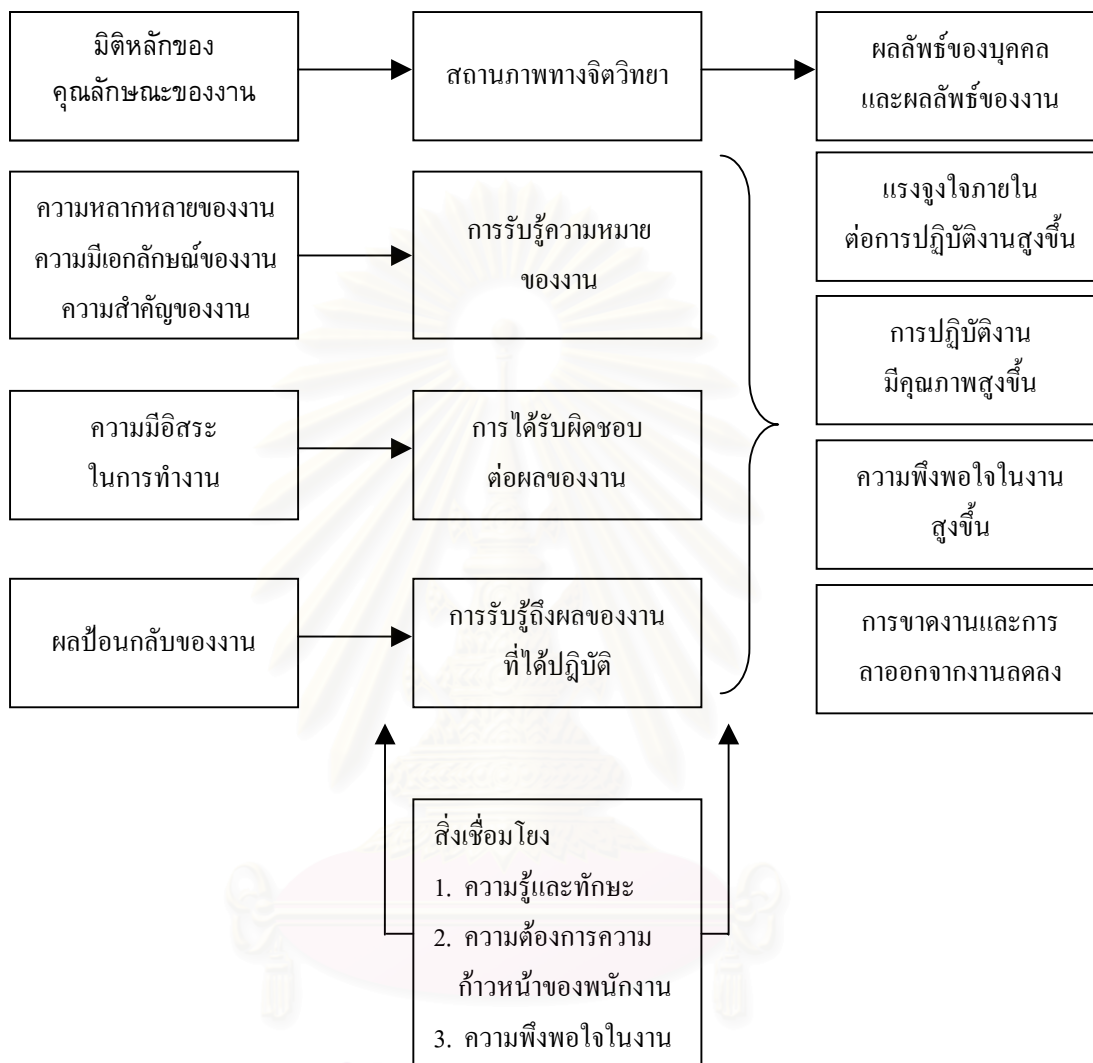 มิติหลักของ
คุณลักษณะของงาน
สถานภาพทางจิตวิทยา
ผลลัพธ์ของบุคคล
และผลลัพธ์ของงาน
ความหลากหลายของงาน
ความมีเอกลักษณ์ของงาน
ความสำคัญของงาน
การรับรู้ความหมาย
ของงาน
แรงจูงใจภายใน
ต่อการปฏิบัติงานสูงขึ้น
การปฏิบัติงาน
มีคุณภาพสูงขึ้น
ความมีอิสระ
ในการทำงาน
การได้รับผิดชอบ
ต่อผลของงาน
ความพึงพอใจในงาน
สูงขึ้น
ผลป้อนกลับของงาน
การรับรู้ถึงผลของงาน
ที่ได้ปฏิบัติ
การขาดงานและการ
ลาออกจากงานลดลง
สิ่งเชื่อมโยง
1. ความรู้และทักษะ
2. ความต้องการความ
ก้าวหน้าของพนักงาน
3. ความพึงพอใจในงาน